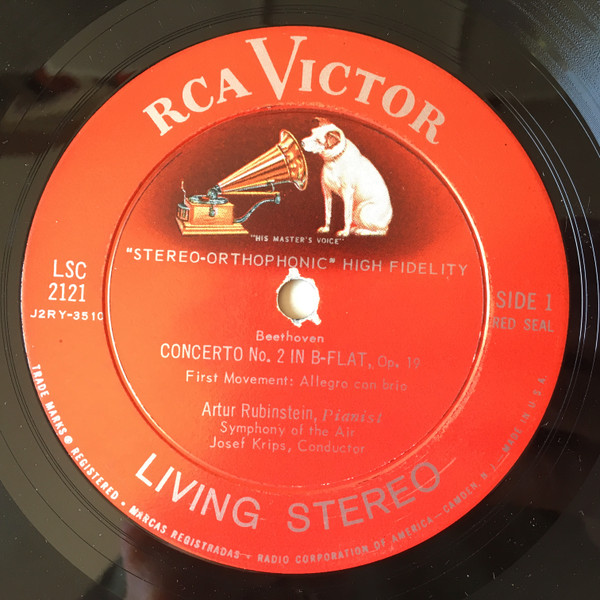 RCA VICTOR
"HIS MASTER'S VOICE"
"STEREO-ORTHOPHONIC" HIGH FIDELITY
LSC
2121
J2RY-3510
SIDE 1
RED SEAL
Beethoven
CONCERTO No. 2 IN B-FLAT, Op. 19
First Movement: Allegro con brio
Artur Rubinstein, Pianist
Symphony of the Air
Josef Krips, Conductor
LIVING STEREO
TRADE MARKS ® REGISTERED • MARCAS REGISTRADAS • RADIO CORPORATION OF AMERICA—CAMDEN, N.J.—MADE IN U.S.A.